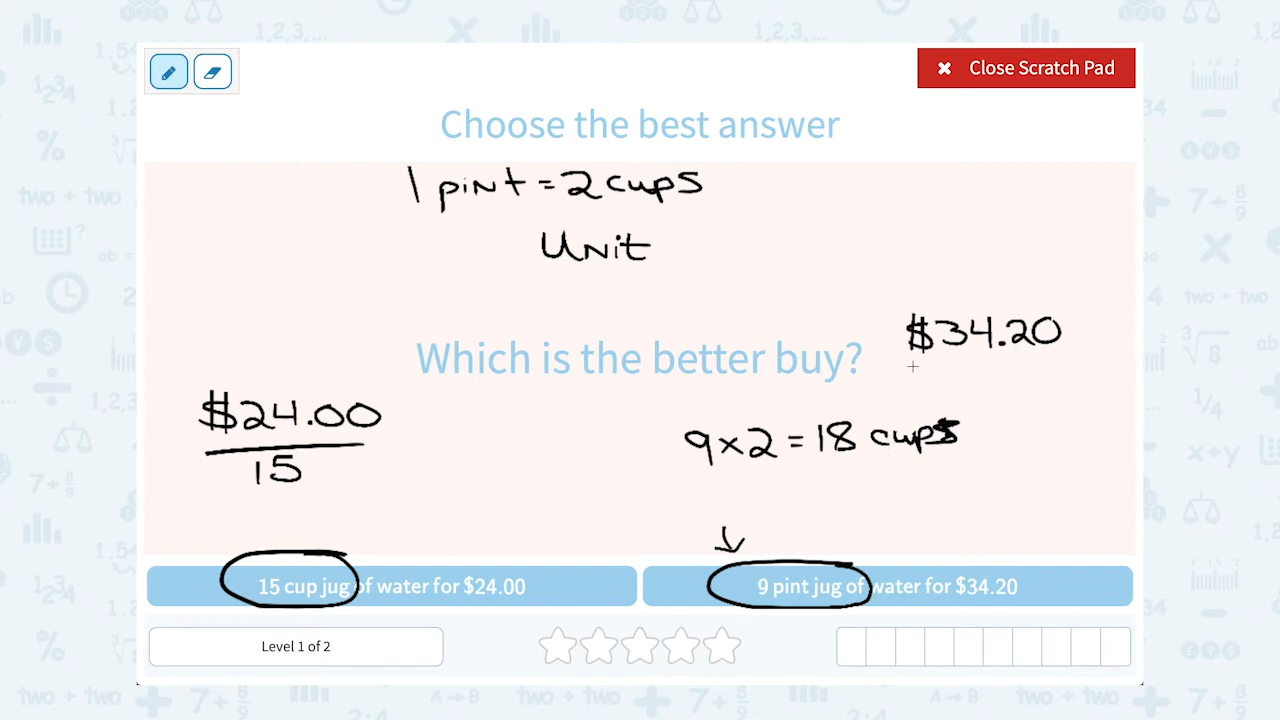 Close Scratch Pad
Choose the best answer
1 pint = 2 cups
Unit
$34.20
Which is the better buy?
$24.00
15
9 x 2 = 18 cups
15 cup jug of water for $24.00
9 pint jug of water for $34.20
Level 1 of 2